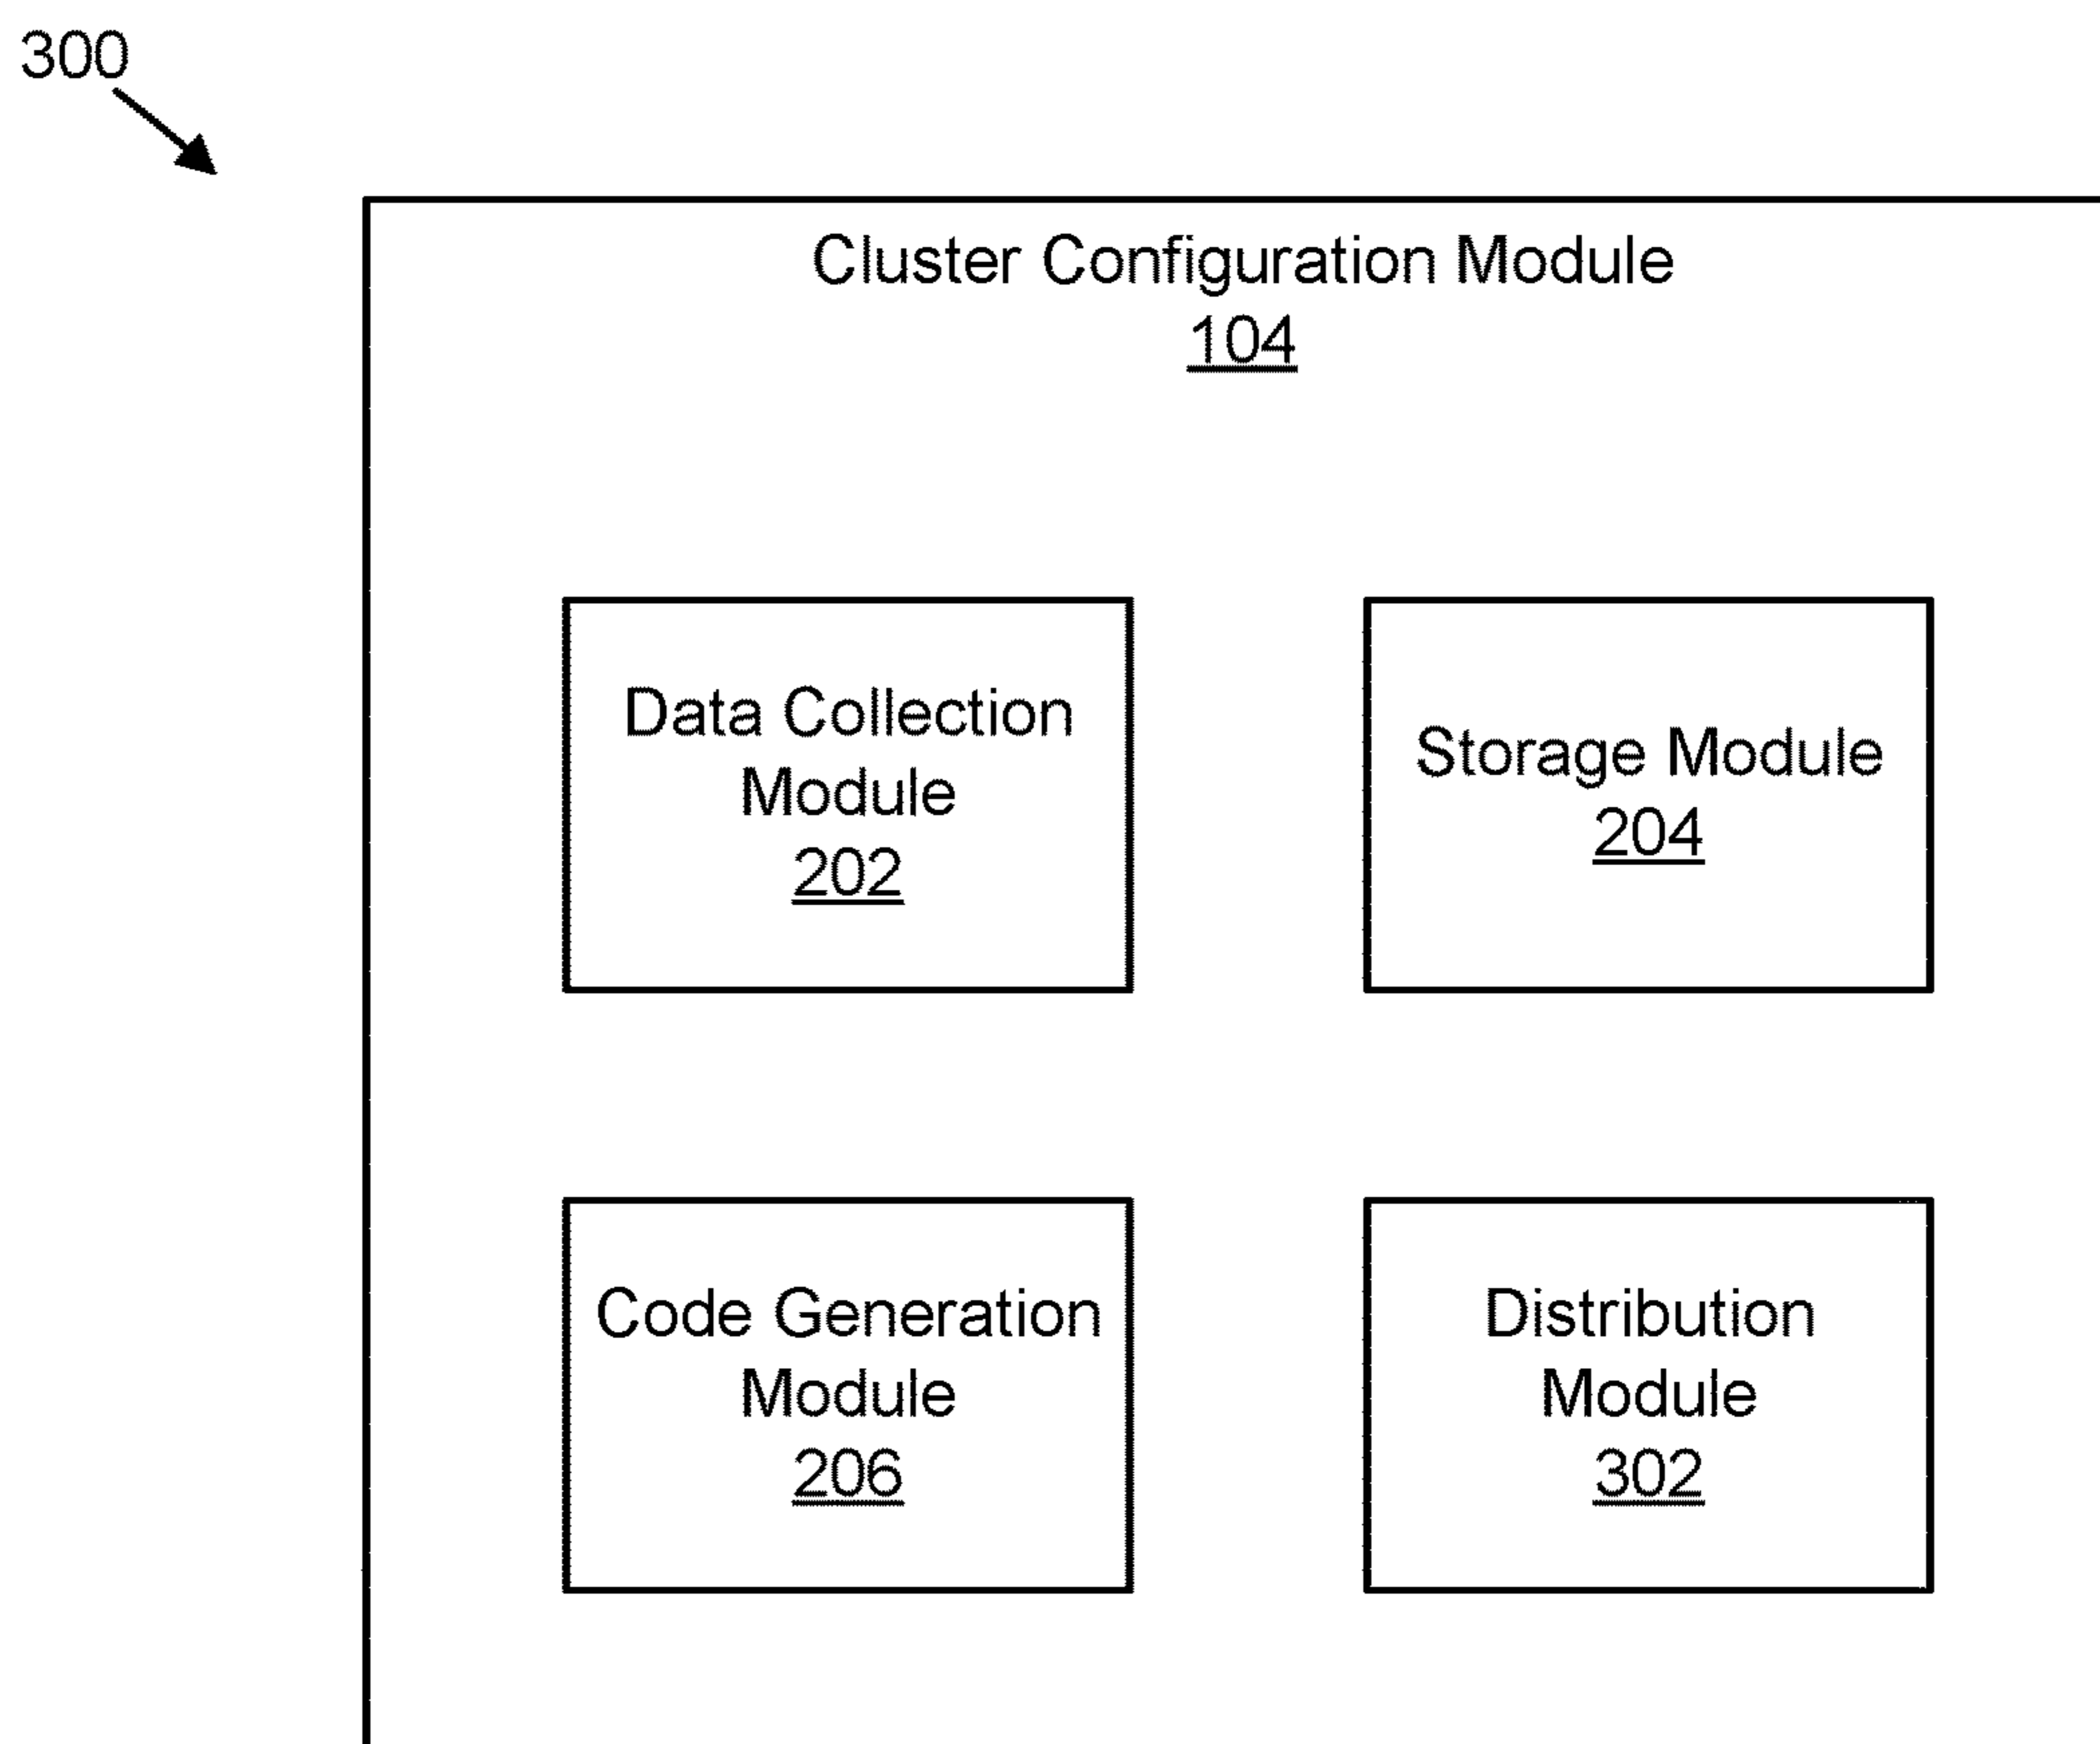 300
Cluster Configuration Module
104
Data Collection
Module
202
Storage Module
204
Code Generation
Module
206
Distribution
Module
302